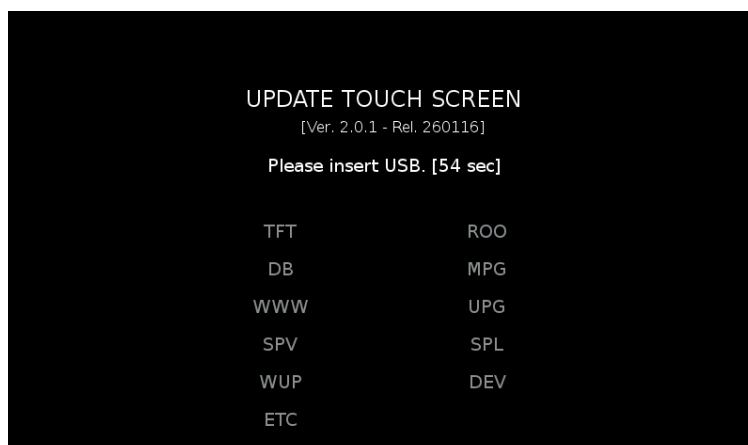 UPDATE TOUCH SCREEN
[Ver. 2.0.1 - Rel. 260116]
Please insert USB. [54 sec]
TFT ROO
DB MPG
WWW UPG
SPV SPL
WUP DEV
ETC